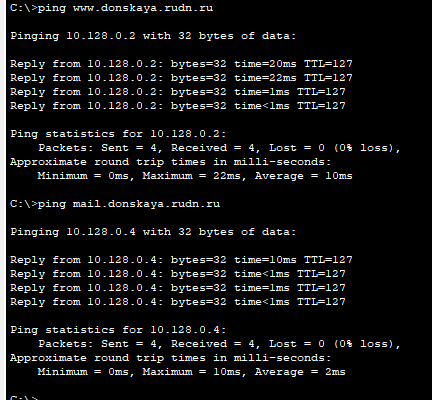 C:\>ping www.donskaya.rudn.ru
Pinging 10.128.0.2 with 32 bytes of data:
Reply from 10.128.0.2: bytes=32 time=20ms TTL=127
Reply from 10.128.0.2: bytes=32 time=22ms TTL=127
Reply from 10.128.0.2: bytes=32 time=1ms TTL=127
Reply from 10.128.0.2: bytes=32 time<1ms TTL=127
Ping statistics for 10.128.0.2:
    Packets: Sent = 4, Received = 4, Lost = 0 (0% loss),
Approximate round trip times in milli-seconds:
    Minimum = 0ms, Maximum = 22ms, Average = 10ms
C:\>ping mail.donskaya.rudn.ru
Pinging 10.128.0.4 with 32 bytes of data:
Reply from 10.128.0.4: bytes=32 time=10ms TTL=127
Reply from 10.128.0.4: bytes=32 time<1ms TTL=127
Reply from 10.128.0.4: bytes=32 time=1ms TTL=127
Reply from 10.128.0.4: bytes=32 time<1ms TTL=127
Ping statistics for 10.128.0.4:
    Packets: Sent = 4, Received = 4, Lost = 0 (0% loss),
Approximate round trip times in milli-seconds:
    Minimum = 0ms, Maximum = 10ms, Average = 2ms
C:\>